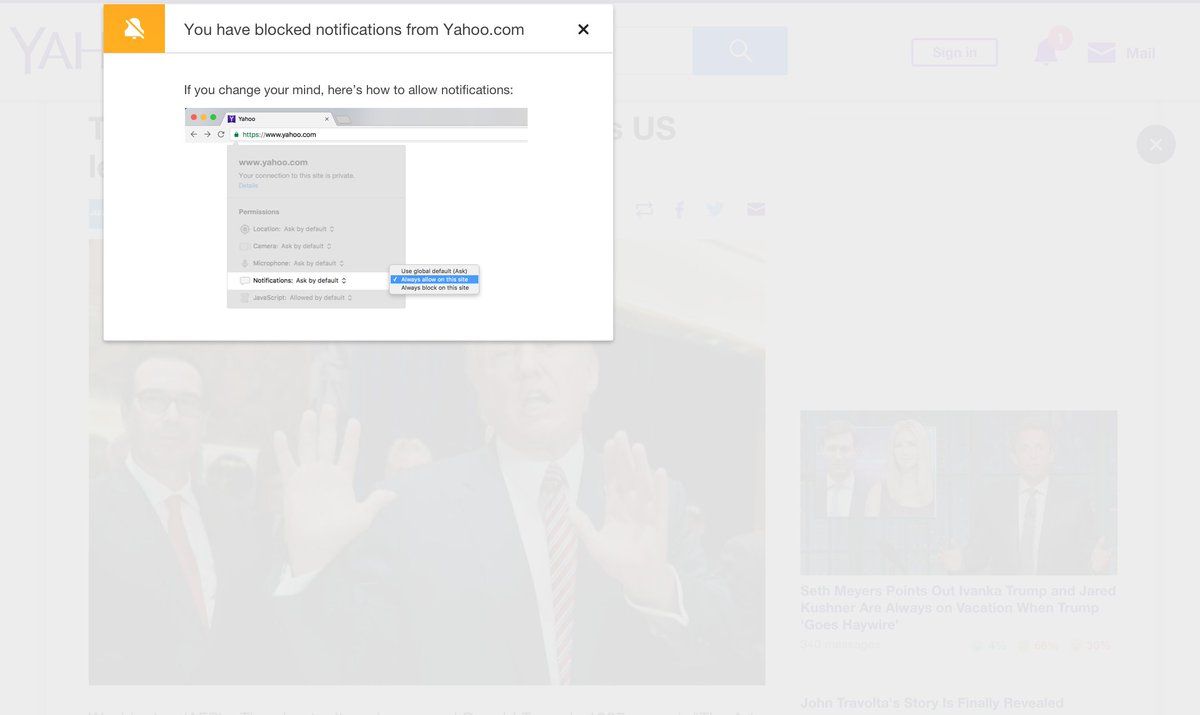 You have blocked notifications from Yahoo.com
YAH
Sign in
1
Mail
If you change your mind, here's how to allow notifications:
Yahoo
https://www.yahoo.com
www.yahoo.com
Your connection to this site is private.
Details
Permissions
Location: Ask by default
Camera: Ask by default
Microphone: Ask by default
Notifications: Ask by default
JavaScript: Allowed by default
Use global default (Ask)
✓ Always allow on this site
Always block on this site
US
Seth Meyers Points Out Ivanka Trump and Jared
Kushner Are Always on Vacation When Trump
'Goes Haywire'
343 messages
4% 66% 30%
John Travolta's Story Is Finally Revealed